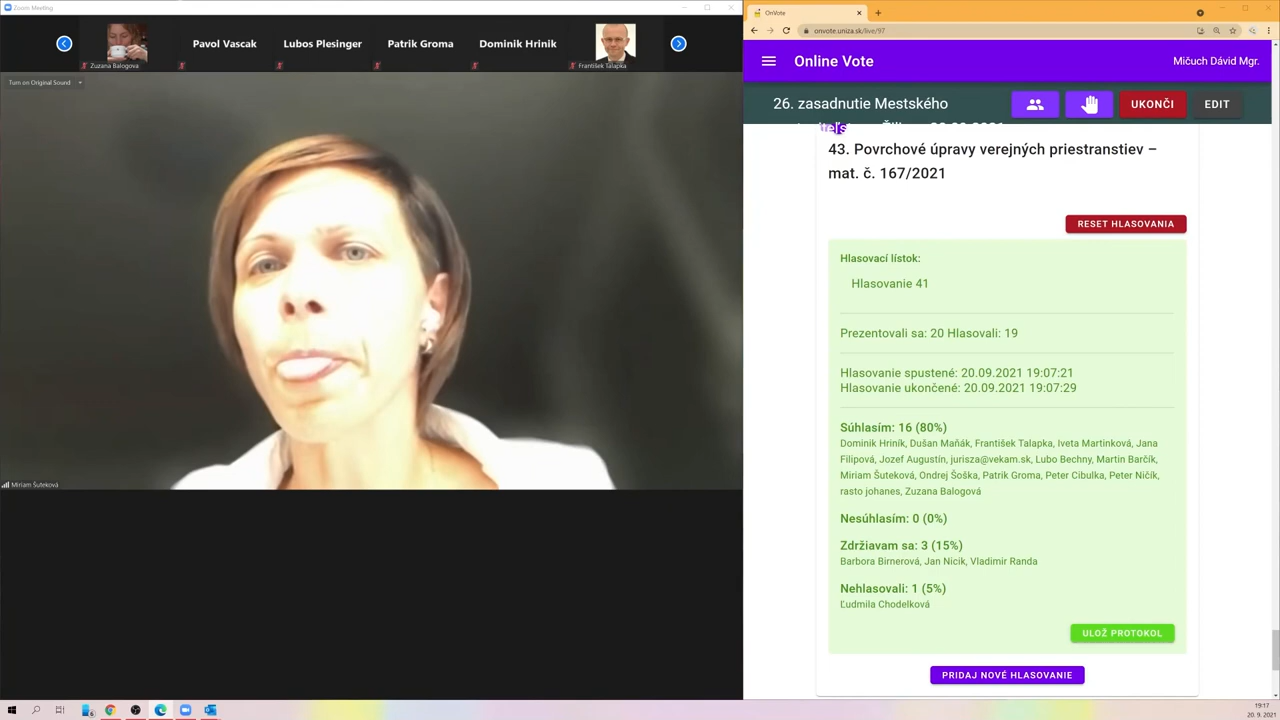 Zoom Meeting
Zuzana Balogova
Pavol Vascak
Lubos Plesinger
Patrik Groma
Dominik Hrinik
František Talapka
Turn on Original Sound
Miriam Šuteková
OnVote
onvote.uniza.sk/live/97
Online Vote
Mičuch Dávid Mgr.
26. zasadnutie Mestského
UKONČI
EDIT
43. Povrchové úpravy verejných priestranstiev –
mat. č. 167/2021
RESET HLASOVANIA
Hlasovací lístok:
Hlasovanie 41
Prezentovali sa: 20 Hlasovali: 19
Hlasovanie spustené: 20.09.2021 19:07:21
Hlasovanie ukončené: 20.09.2021 19:07:29
Súhlasím: 16 (80%)
Dominik Hriník, Dušan Maňák, František Talapka, Iveta Martinková, Jana
Filipová, Jozef Augustín, jurisza@vekam.sk, Lubo Bechny, Martin Barčík,
Miriam Šuteková, Ondrej Šoška, Patrik Groma, Peter Cibulka, Peter Ničík,
rasto johanes, Zuzana Balogová
Nesúhlasím: 0 (0%)
Zdržiavam sa: 3 (15%)
Barbora Birnerová, Jan Nicik, Vladimir Randa
Nehlasovali: 1 (5%)
Ľudmila Chodelková
ULOŽ PROTOKOL
PRIDAJ NOVÉ HLASOVANIE
19:17
20. 9. 2021